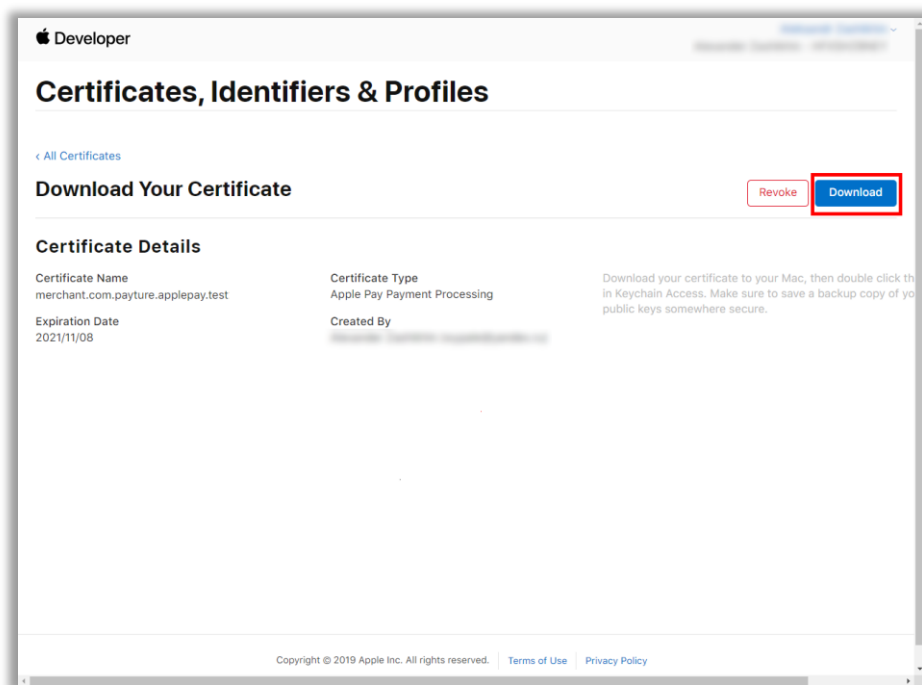 Developer
Certificates, Identifiers & Profiles
‹ All Certificates
Download Your Certificate
Revoke
Download
Certificate Details
Certificate Name
merchant.com.payture.applepay.test
Certificate Type
Apple Pay Payment Processing
Download your certificate to your Mac, then double click th
in Keychain Access. Make sure to save a backup copy of yo
public keys somewhere secure.
Expiration Date
2021/11/08
Created By
Copyright © 2019 Apple Inc. All rights reserved.
Terms of Use
Privacy Policy